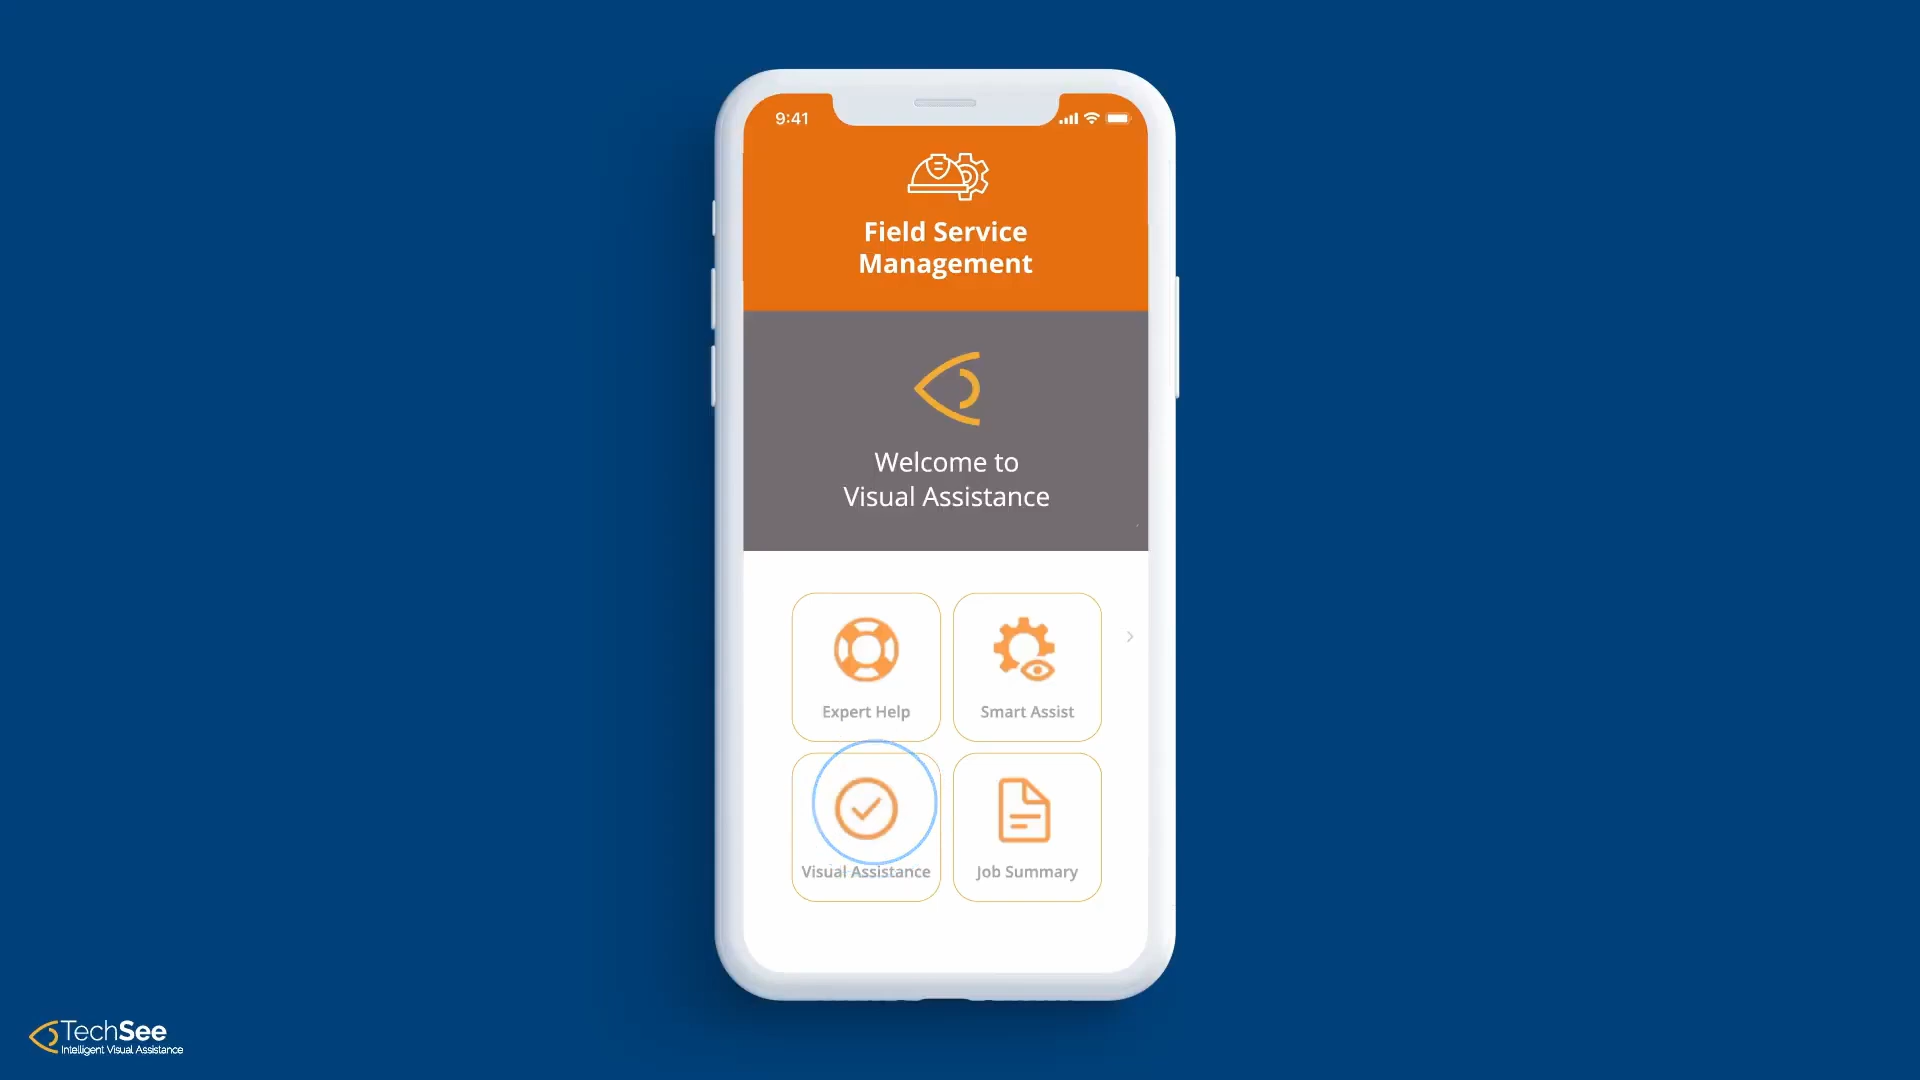 9:41
Field Service
Management
Welcome to
Visual Assistance
Expert Help
Smart Assist
Visual Assistance
Job Summary
TechSee
Intelligent Visual Assistance